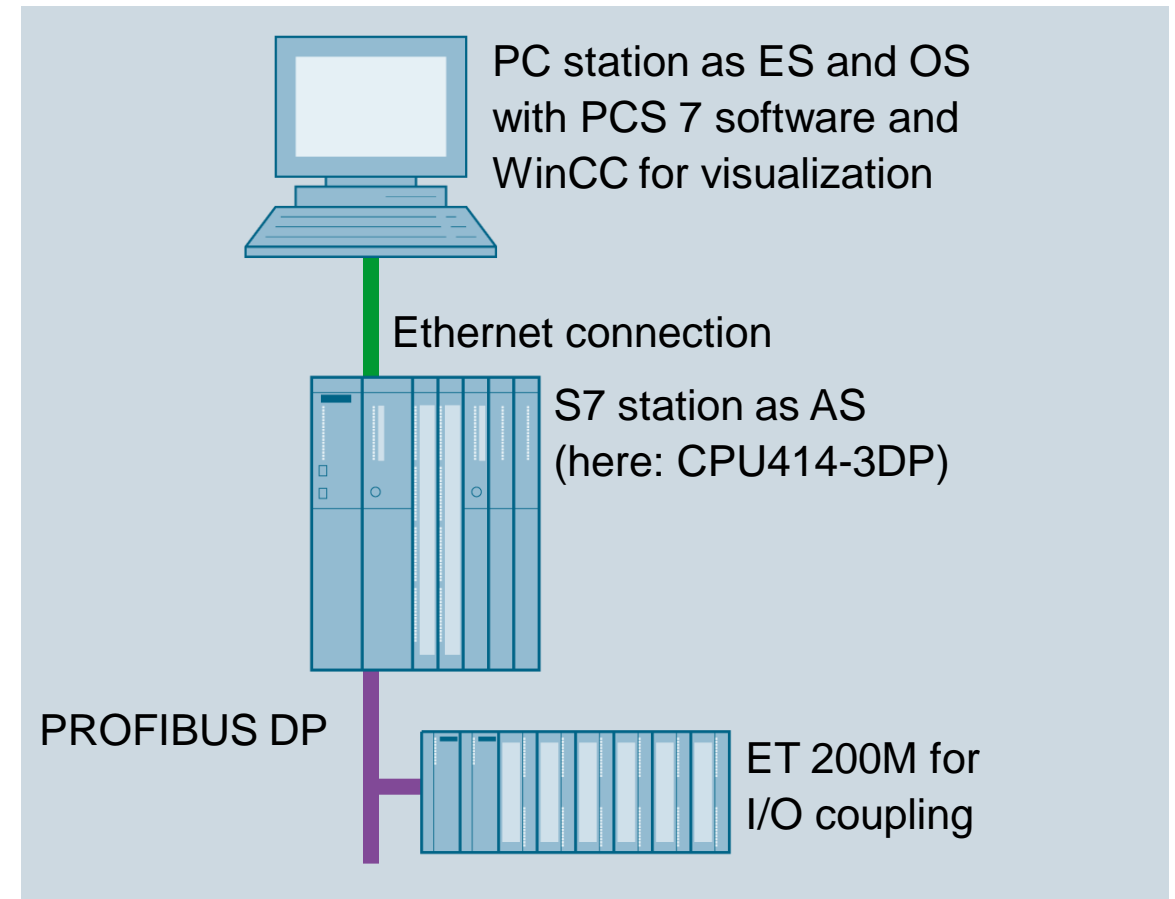 PC station as ES and OS
with PCS 7 software and
WinCC for visualization
Ethernet connection
S7 station as AS
(here: CPU414-3DP)
PROFIBUS DP
ET 200M for
I/O coupling